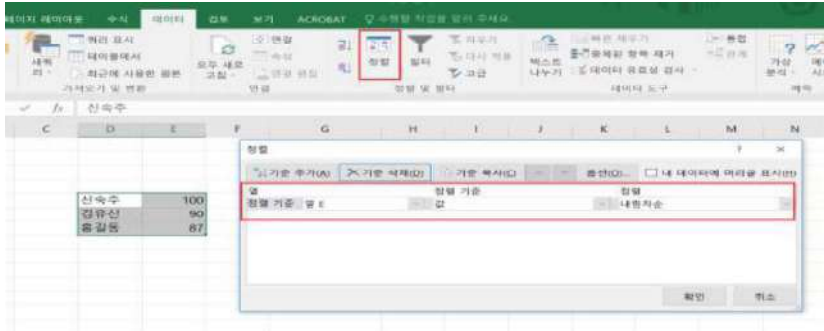 이지 레이아웃 수식 데이터 검토 보기 ACROBAT 수행할 작업을 알려 주세요.
쿼리 표시
테이블에서
최근에 사용한 원본
새 쿼리
가져오기 및 변환
모두 새로 고침
연결
속성
연결 편집
연결
정렬
필터
지우기
다시 적용
고급
정렬 및 필터
텍스트 나누기
빠른 채우기
중복된 항목 제거
데이터 유효성 검사
통합
관계
데이터 도구
가상 분석
예측
fx 신숙주
C D E F G H I J K L M N
신숙주 100
김유신 90
홍길동 87
정렬 ? ×
기준 추가(A) 기준 삭제(D) 기준 복사(C) 옵션(O)... 내 데이터에 머리글 표시(H)
열 정렬 기준 정렬
정렬 기준 열 E 값 내림차순
확인 취소